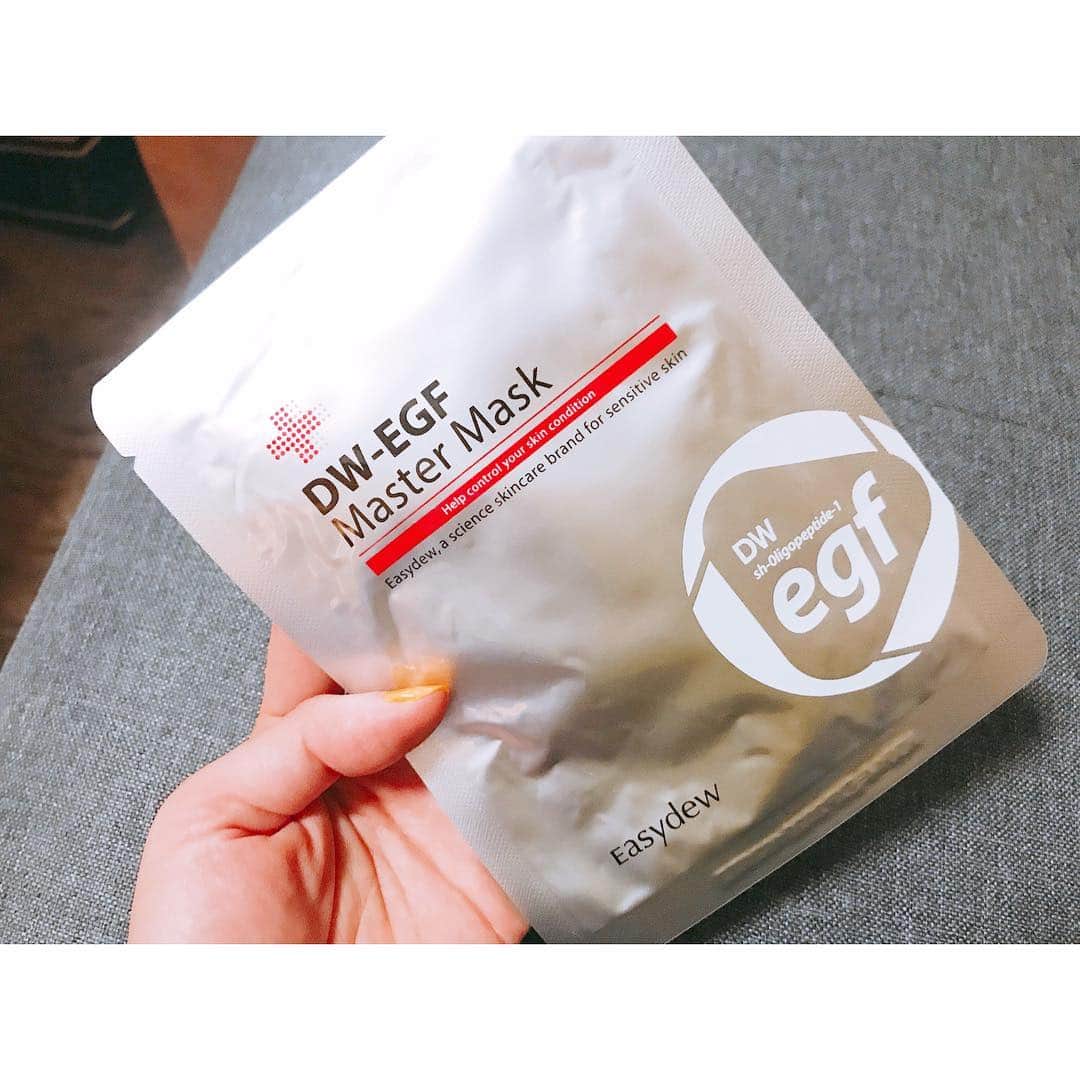 DW-EGF
Master Mask
Help control your skin condition
Easydew, a science skincare brand for sensitive skin
DW
sh-Oligopeptide-1
egf
Easydew